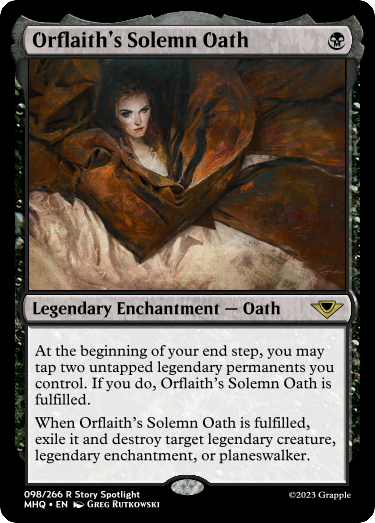 Orflaith's Solemn Oath
Legendary Enchantment — Oath
At the beginning of your end step, you may
tap two untapped legendary permanents you
control. If you do, Orflaith's Solemn Oath is
fulfilled.
When Orflaith's Solemn Oath is fulfilled,
exile it and destroy target legendary creature,
legendary enchantment, or planeswalker.
098/266 R Story Spotlight
MHQ • EN Greg Rutkowski
©2023 Grapple